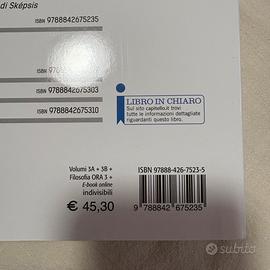 di Sképsis
ISBN 9788842675235
ISBN
ISBN 9788842675303
ISBN 9788842675310
i LIBRO IN CHIARO
Sul sito capitello.it trovi
tutte le informazioni dettagliate
riguardanti questo libro.
Volumi 3A + 3B +
Filosofia ORA 3 +
E-book online
indivisibili
€ 45,30
ISBN 97888-426-7523-5
9 788842 675235
subito